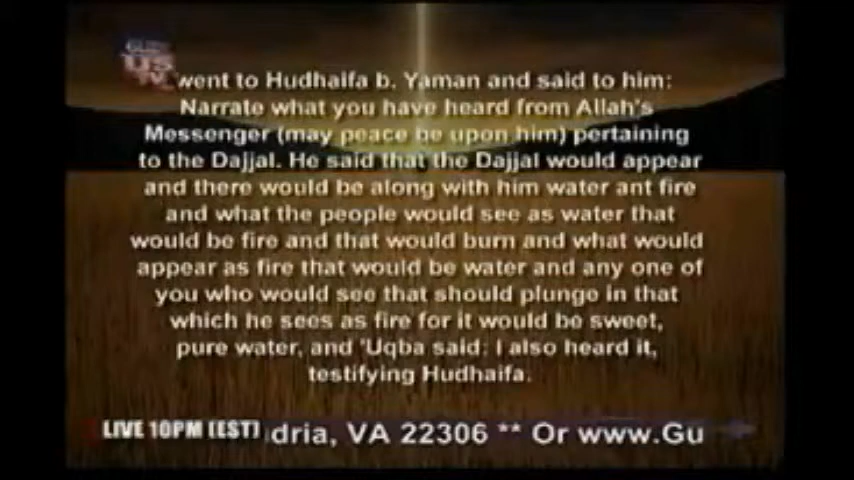 GUIDE
US
TV
went to Hudhaifa b. Yaman and said to him:
Narrate what you have heard from Allah's
Messenger (may peace be upon him) pertaining
to the Dajjal. He said that the Dajjal would appear
and there would be along with him water ant fire
and what the people would see as water that
would be fire and that would burn and what would
appear as fire that would be water and any one of
you who would see that should plunge in that
which he sees as fire for it would be sweet,
pure water, and 'Uqba said: I also heard it,
testifying Hudhaifa.
LIVE 10PM (EST) dria, VA 22306 ** Or www.Gu